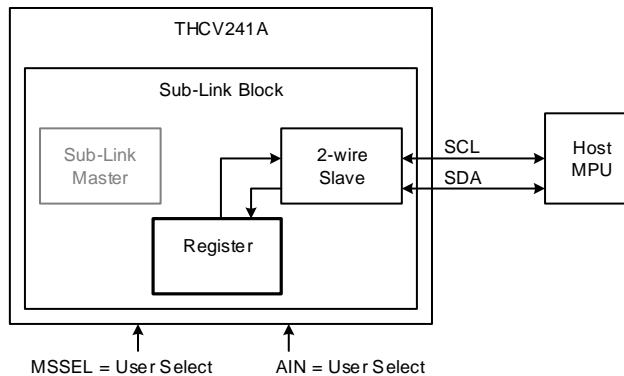 THCV241A
Sub-Link Block
Sub-Link
Master
2-wire
Slave
SCL
SDA
Host
MPU
Register
MSSEL = User Select
AIN = User Select